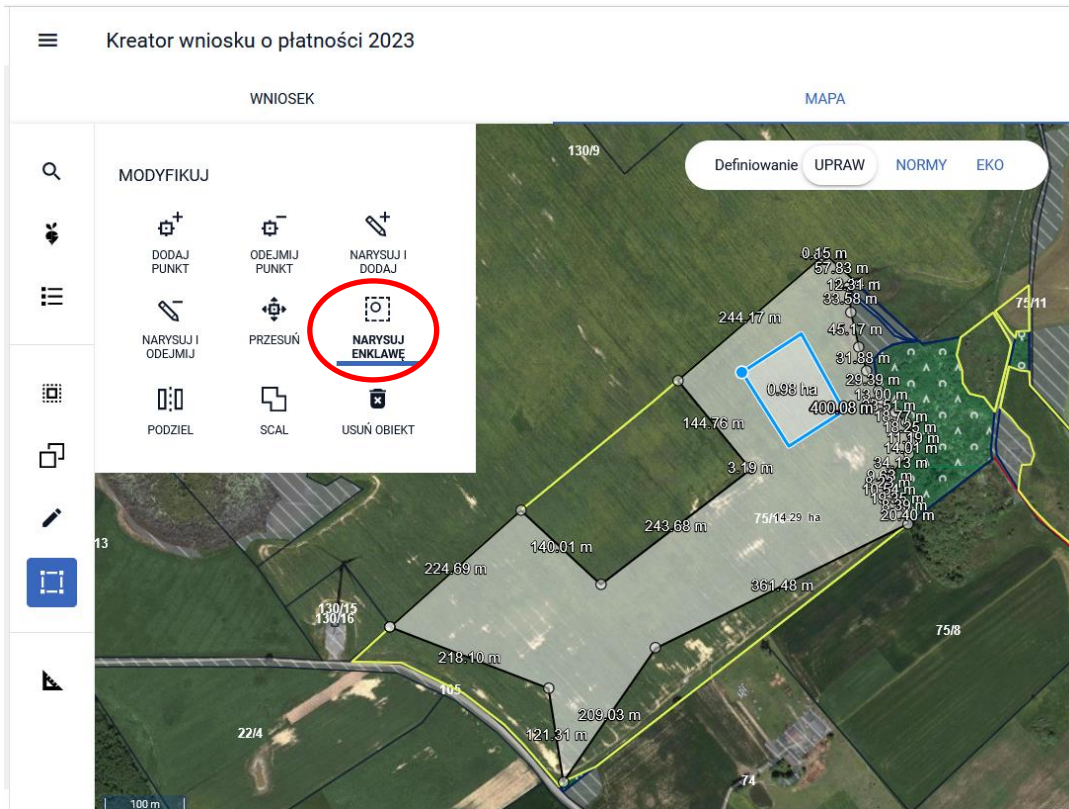 Kreator wniosku o płatności 2023
WNIOSEK
MAPA
MODYFIKUJ
DODAJ
PUNKT
ODEJMIJ
PUNKT
NARYSUJ I
DODAJ
NARYSUJ I
ODEJMIJ
PRZESUŃ
NARYSUJ
ENKLAWĘ
PODZIEL
SCAL
USUŃ OBIEKT
130/9
Definiowanie UPRAW NORMY EKO
0.15 m
57.83 m
33.58 m
75/11
244.17 m
45.17 m
31.88 m
29.39 m
0.98 ha
13.00 m
400.08 m
18.77 m
144.76 m
18.25 m
11.19 m
14.01 m
3.19 m
34.13 m
14.29 ha
20.40 m
243.68 m
13
140.01 m
224.69 m
361.48 m
130/15
130/16
75/8
218.10 m
105
209.03 m
121.31 m
22/4
74
100 m